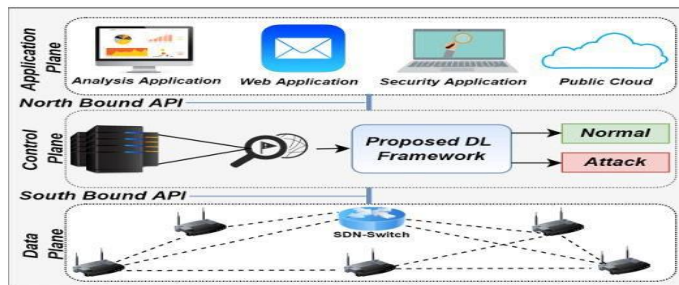 Application
Plane
Analysis Application
Web Application
Security Application
Public Cloud
North Bound API
Control
Plane
Proposed DL
Framework
Normal
Attack
South Bound API
Data
Plane
SDN-Switch